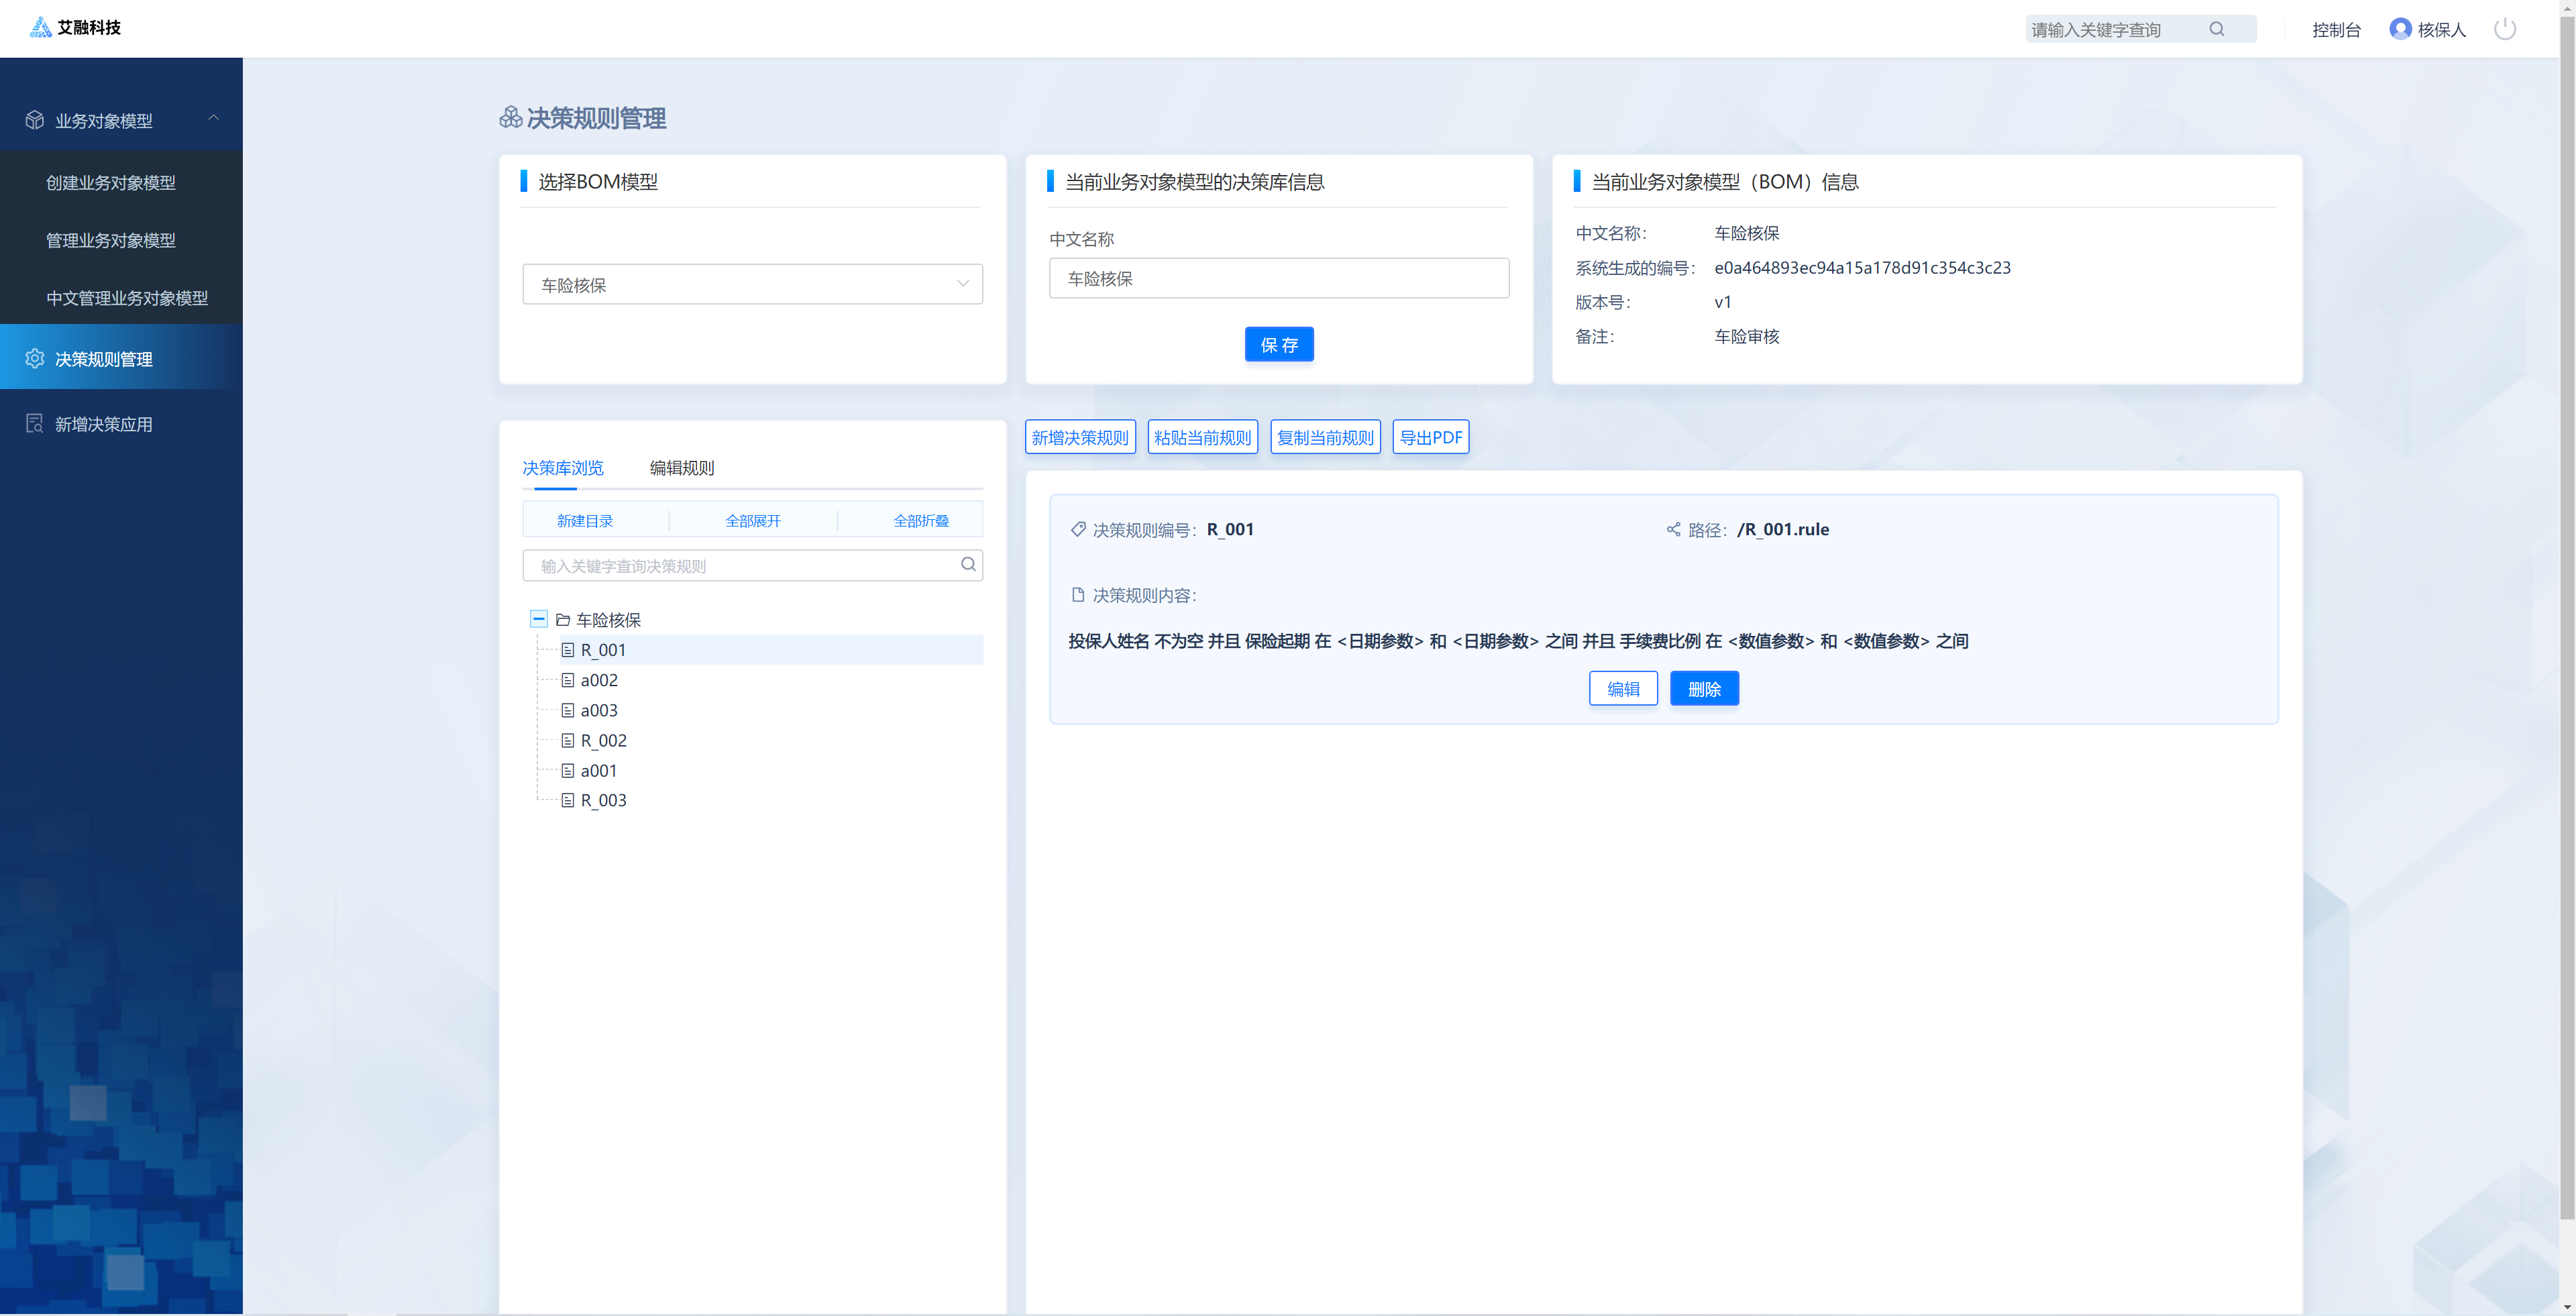 艾融科技
请输入关键字查询
控制台
核保人
业务对象模型
创建业务对象模型
管理业务对象模型
中文管理业务对象模型
决策规则管理
新增决策应用
决策规则管理
选择BOM模型
车险核保
当前业务对象模型的决策库信息
中文名称
车险核保
保 存
当前业务对象模型（BOM）信息
中文名称： 车险核保
系统生成的编号： e0a464893ec94a15a178d91c354c3c23
版本号： v1
备注： 车险审核
决策库浏览 编辑规则
新建目录 全部展开 全部折叠
输入关键字查询决策规则
车险核保
R_001
a002
a003
R_002
a001
R_003
新增决策规则 粘贴当前规则 复制当前规则 导出PDF
决策规则编号： R_001 路径： /R_001.rule
决策规则内容：
投保人姓名 不为空 并且 保险起期 在 <日期参数> 和 <日期参数> 之间 并且 手续费比例 在 <数值参数> 和 <数值参数> 之间
编辑 删除